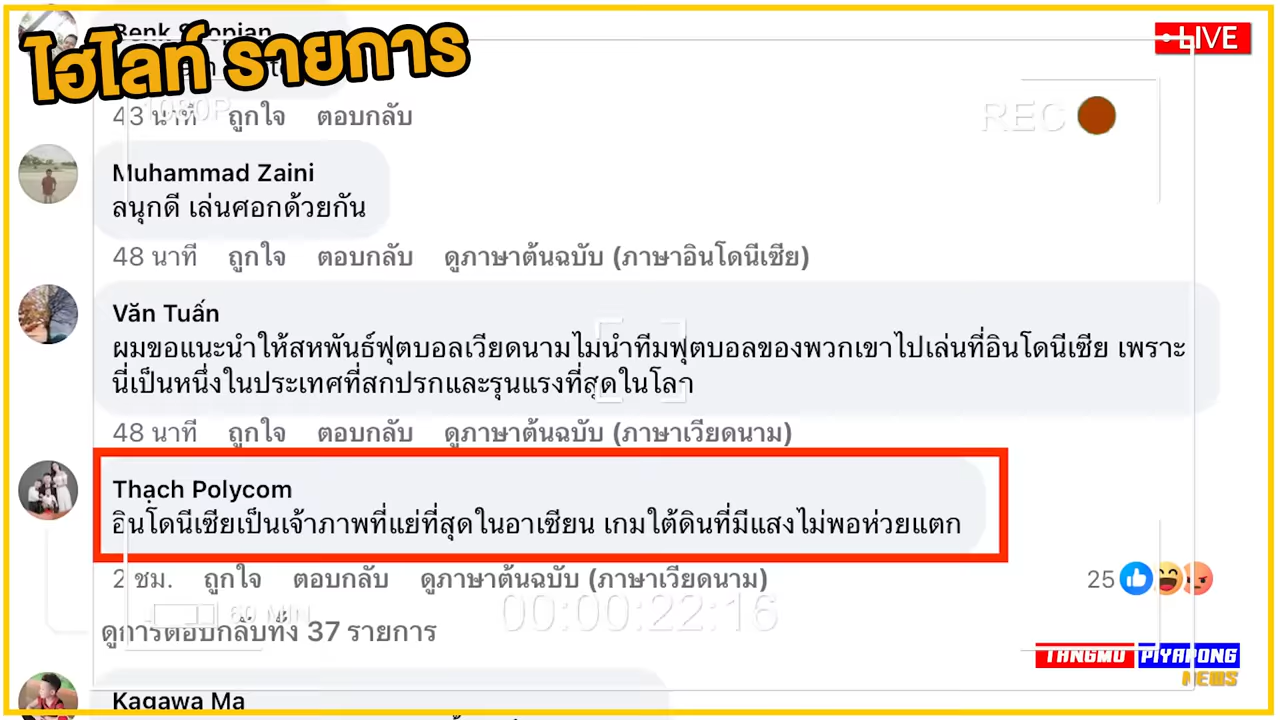 ไฮไลท์ รายการ
LIVE
43 นาที ถูกใจ ตอบกลับ
1080P
REC
Muhammad Zaini
ลนุกดี เล่นศอกด้วยกัน
48 นาที ถูกใจ ตอบกลับ ดูภาษาต้นฉบับ (ภาษาอินโดนีเซีย)
Văn Tuấn
ผมขอแนะนำให้สหพันธ์ฟุตบอลเวียดนามไม่นำทีมฟุตบอลของพวกเขาไปเล่นที่อินโดนีเซีย เพราะ
นี่เป็นหนึ่งในประเทศที่สกปรกและรุนแรงที่สุดในโลก
48 นาที ถูกใจ ตอบกลับ ดูภาษาต้นฉบับ (ภาษาเวียดนาม)
Thạch Polycom
อินโดนีเซียเป็นเจ้าภาพที่แย่ที่สุดในอาเซียน เกมใต้ดินที่มีแสงไม่พอห่วยแตก
2 ชม. ถูกใจ ตอบกลับ ดูภาษาต้นฉบับ (ภาษาเวียดนาม)
25
60 MIN
00:00:22:16
ดูการตอบกลับทั้ง 37 รายการ
TANGMO PIYAPONG
NEWS
Kagawa Ma